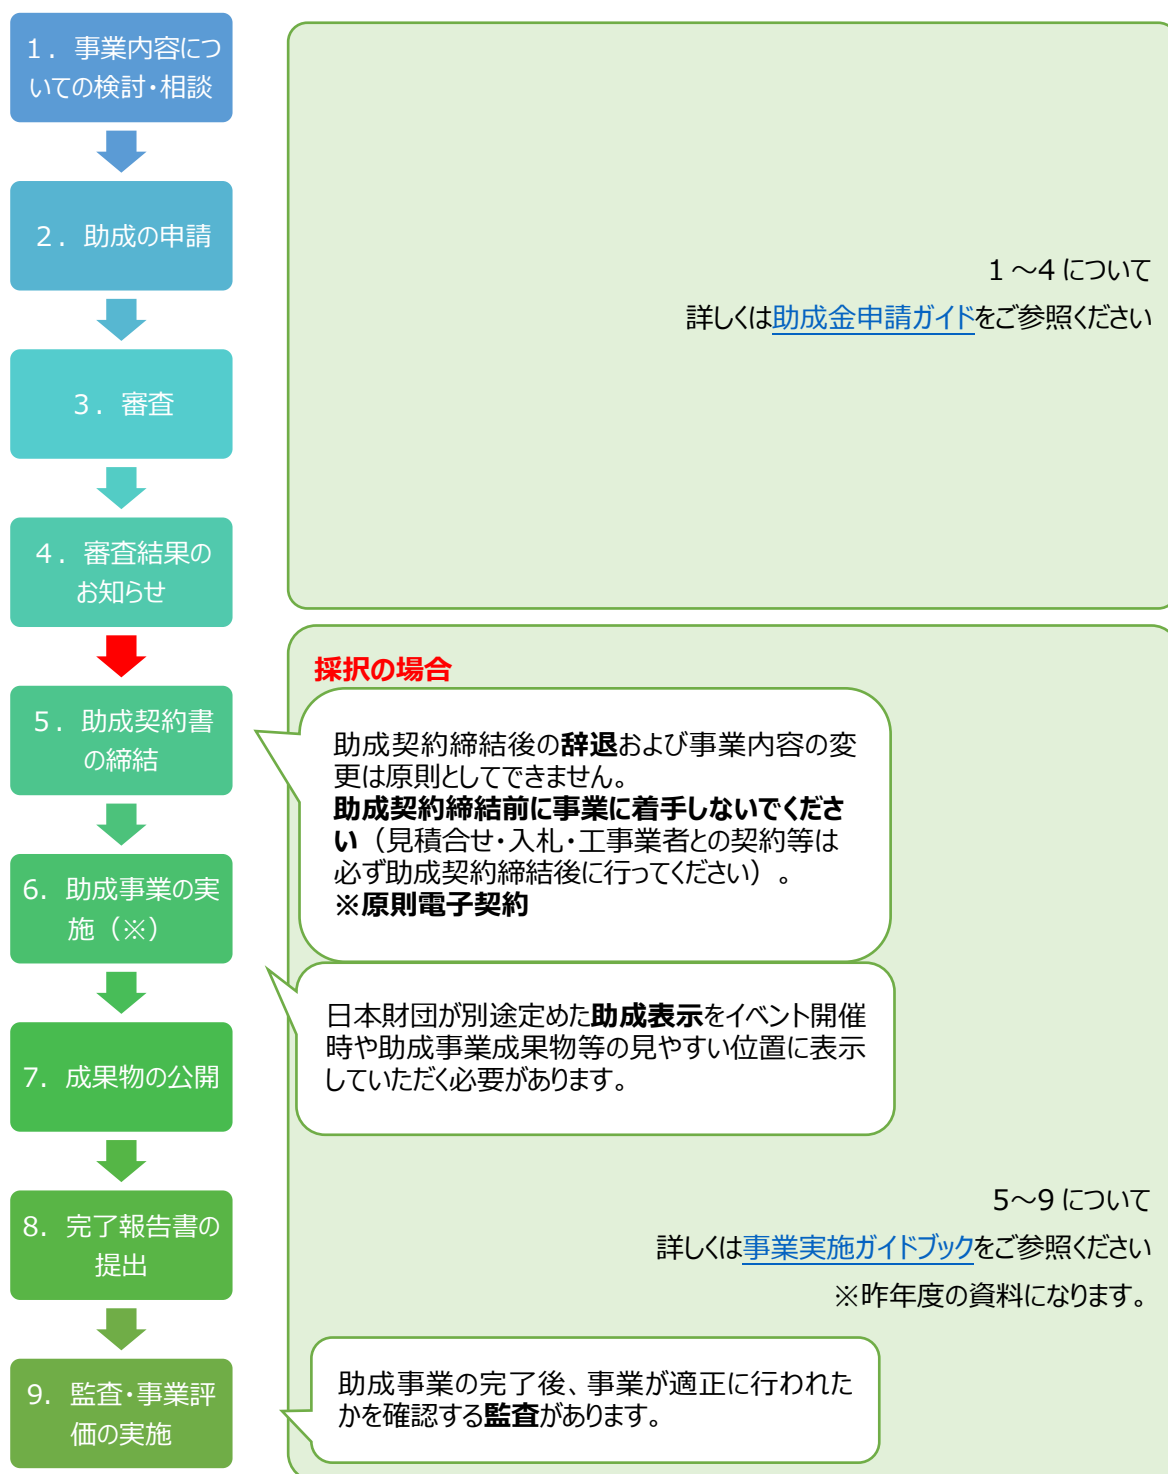 1．事業内容につ
いての検討・相談
2．助成の申請
3．審査
4．審査結果の
お知らせ
1～4 について
詳しくは助成金申請ガイドをご参照ください
5．助成契約書
の締結
6．助成事業の実
施（※）
7．成果物の公開
8．完了報告書の
提出
9．監査・事業評
価の実施
採択の場合
助成契約締結後の辞退および事業内容の変
更は原則としてできません。
助成契約締結前に事業に着手しないでくださ
い（見積合せ・入札・工事業者との契約等は
必ず助成契約締結後に行ってください）。
※原則電子契約
日本財団が別途定めた助成表示をイベント開催
時や助成事業成果物等の見やすい位置に表示
していただく必要があります。
5～9 について
詳しくは事業実施ガイドブックをご参照ください
※昨年度の資料になります。
助成事業の完了後、事業が適正に行われた
かを確認する監査があります。